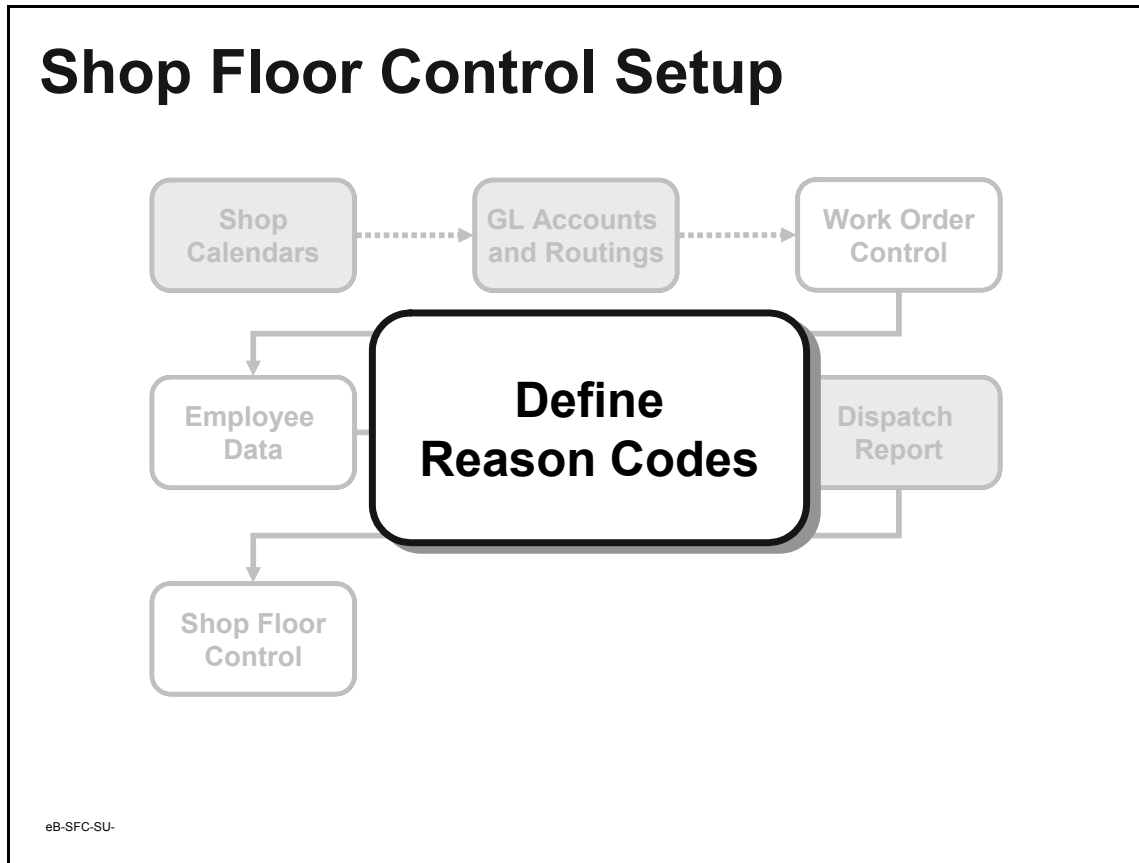 Shop Floor Control Setup
Shop
Calendars
GL Accounts
and Routings
Work Order
Control
Employee
Data
Define
Reason Codes
Dispatch
Report
Shop Floor
Control
eB-SFC-SU-